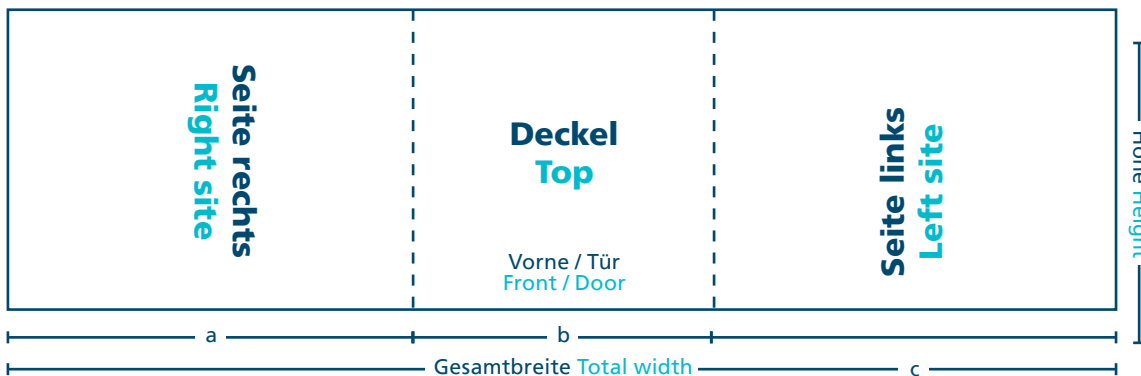 Seite rechts
Right site
Deckel
Top
Vorne / Tür
Front / Door
Seite links
Left site
Höhe Height
a
b
Gesamtbreite Total width
c